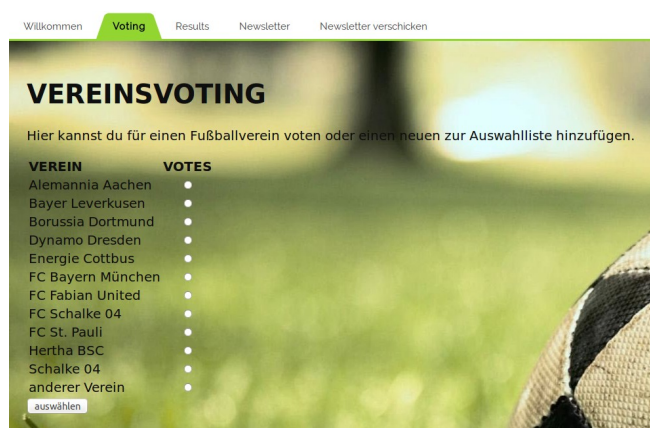 Willkommen Voting Results Newsletter Newsletter verschicken
VEREINSVOTING
Hier kannst du für einen Fußballverein voten oder einen neuen zur Auswahlliste hinzufügen.
VEREIN VOTES
Alemannia Aachen
Bayer Leverkusen
Borussia Dortmund
Dynamo Dresden
Energie Cottbus
FC Bayern München
FC Fabian United
FC Schalke 04
FC St. Pauli
Hertha BSC
Schalke 04
anderer Verein
auswählen